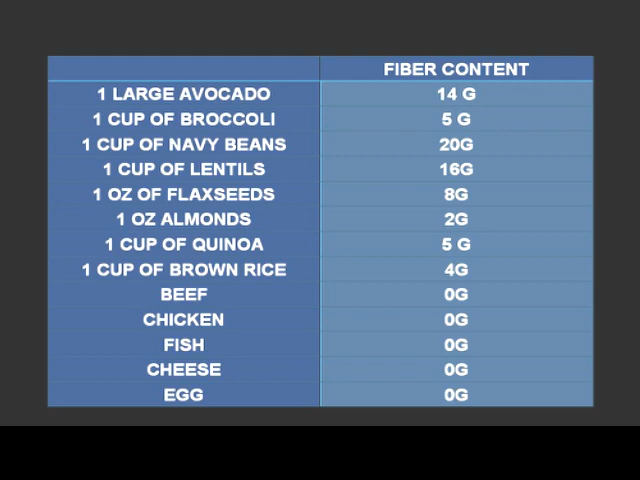 FIBER CONTENT
1 LARGE AVOCADO 14 G
1 CUP OF BROCCOLI 5 G
1 CUP OF NAVY BEANS 20G
1 CUP OF LENTILS 16G
1 OZ OF FLAXSEEDS 8G
1 OZ ALMONDS 2G
1 CUP OF QUINOA 5 G
1 CUP OF BROWN RICE 4G
BEEF 0G
CHICKEN 0G
FISH 0G
CHEESE 0G
EGG 0G